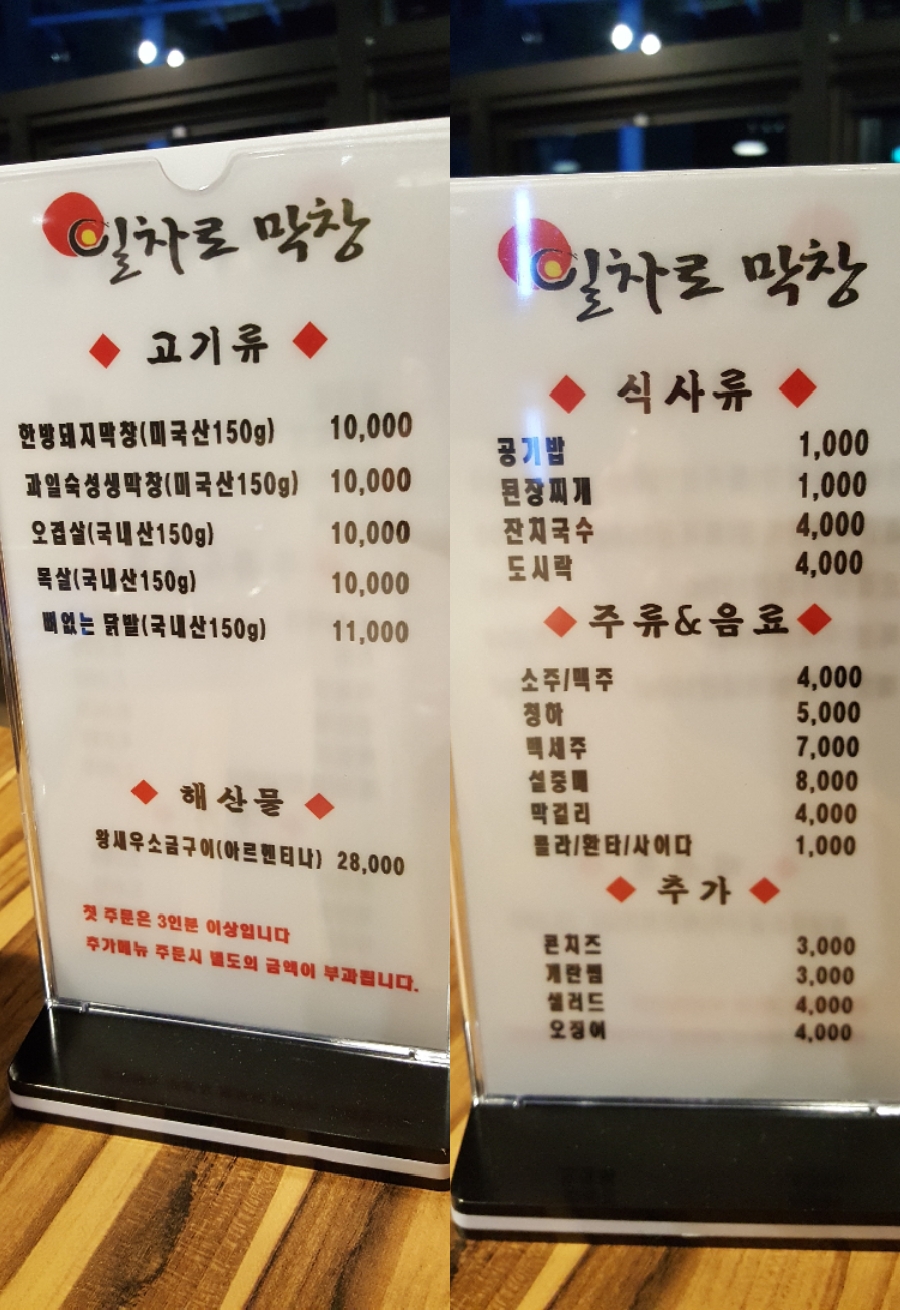 일차로 막창
고기류
한방돼지막창(미국산150g) 10,000
과일숙성생막창(미국산150g) 10,000
오겹살(국내산150g) 10,000
목살(국내산150g) 10,000
뼈없는 닭발(국내산150g) 11,000
해산물
왕새우소금구이(아르헨티나) 28,000
첫 주문은 3인분 이상입니다
추가메뉴 주문시 별도의 금액이 부과됩니다.
일차로 막창
식사류
공기밥 1,000
된장찌개 1,000
잔치국수 4,000
도시락 4,000
주류&음료
소주/맥주 4,000
청하 5,000
백세주 7,000
설중매 8,000
막걸리 4,000
콜라/환타/사이다 1,000
추가
콘치즈 3,000
계란찜 3,000
샐러드 4,000
오징어 4,000